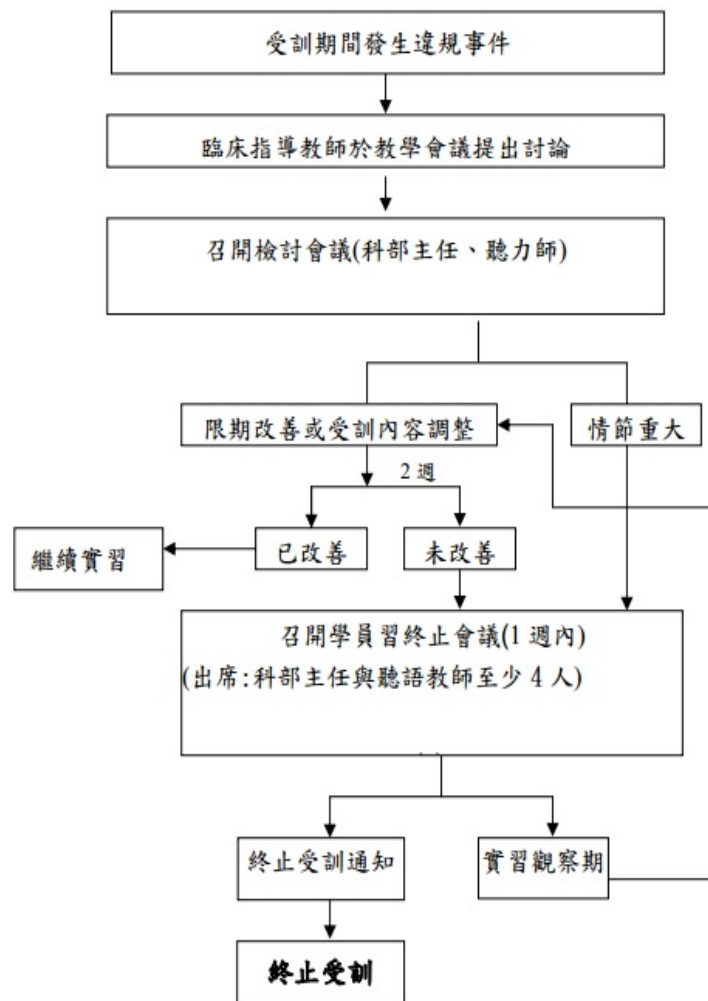 受訓期間發生違規事件
臨床指導教師於教學會議提出討論
召開檢討會議(科部主任、聽力師)
限期改善或受訓內容調整
情節重大
2 週
繼續實習
已改善
未改善
召開學員習終止會議(1 週內)
(出席:科部主任與聽語教師至少 4 人)
終止受訓通知
實習觀察期
終止受訓